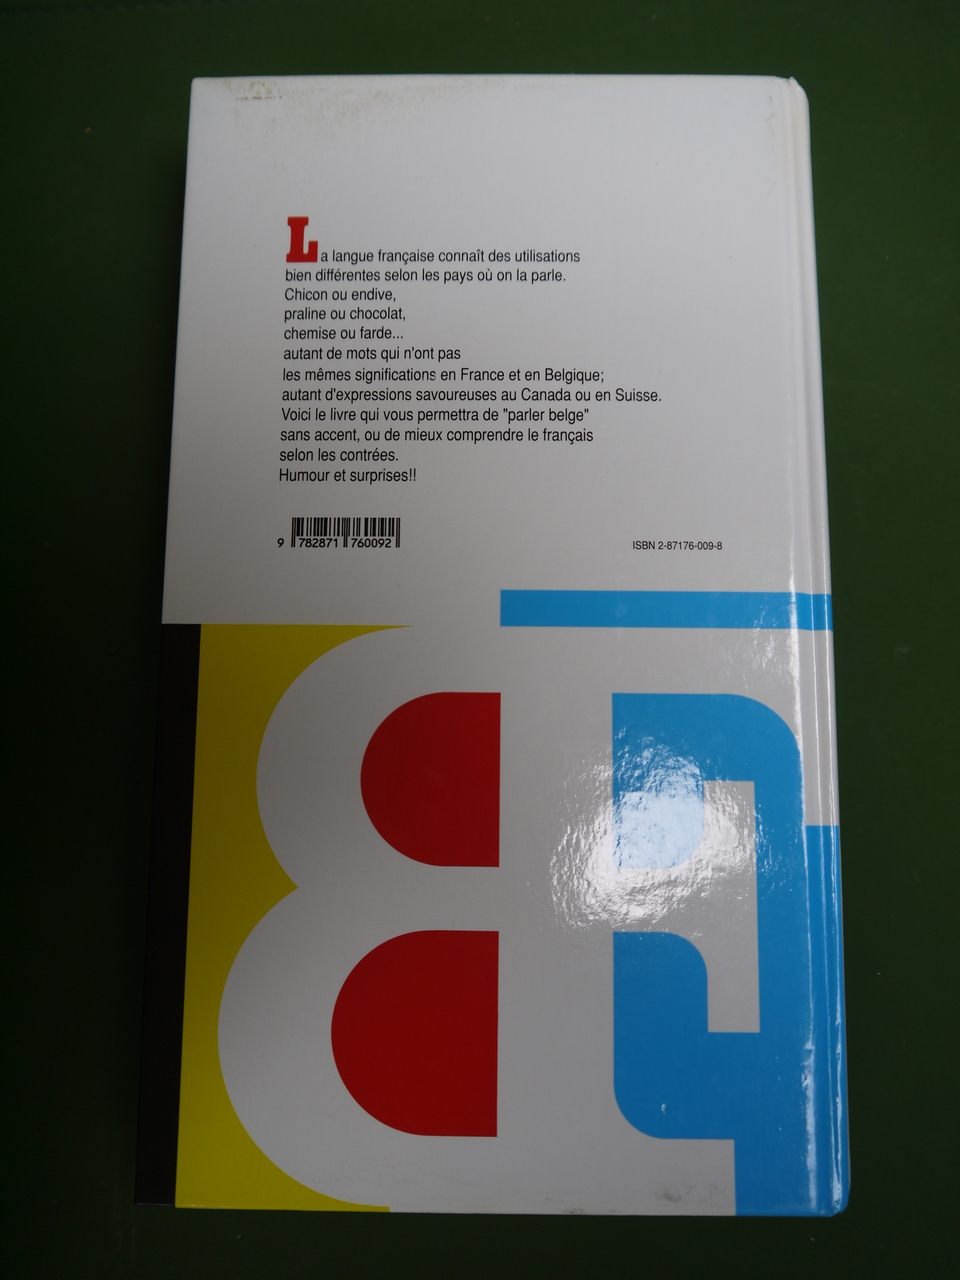 La langue française connaît des utilisations
bien différentes selon les pays où on la parle.
Chicon ou endive,
praline ou chocolat,
chemise ou farde...
autant de mots qui n'ont pas
les mêmes significations en France et en Belgique;
autant d'expressions savoureuses au Canada ou en Suisse.
Voici le livre qui vous permettra de "parler belge"
sans accent, ou de mieux comprendre le français
selon les contrées.
Humour et surprises!!
9 782871 760092
ISBN 2-87176-009-8